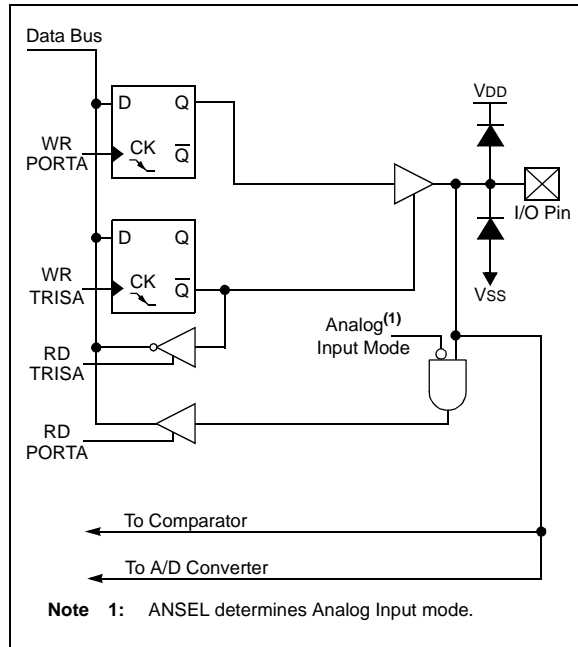 Data Bus
D Q
WR
PORTA
CK Q
VDD
I/O Pin
D Q
WR
TRISA
CK Q
VSS
Analog(1)
Input Mode
RD
TRISA
RD
PORTA
To Comparator
To A/D Converter
Note 1: ANSEL determines Analog Input mode.